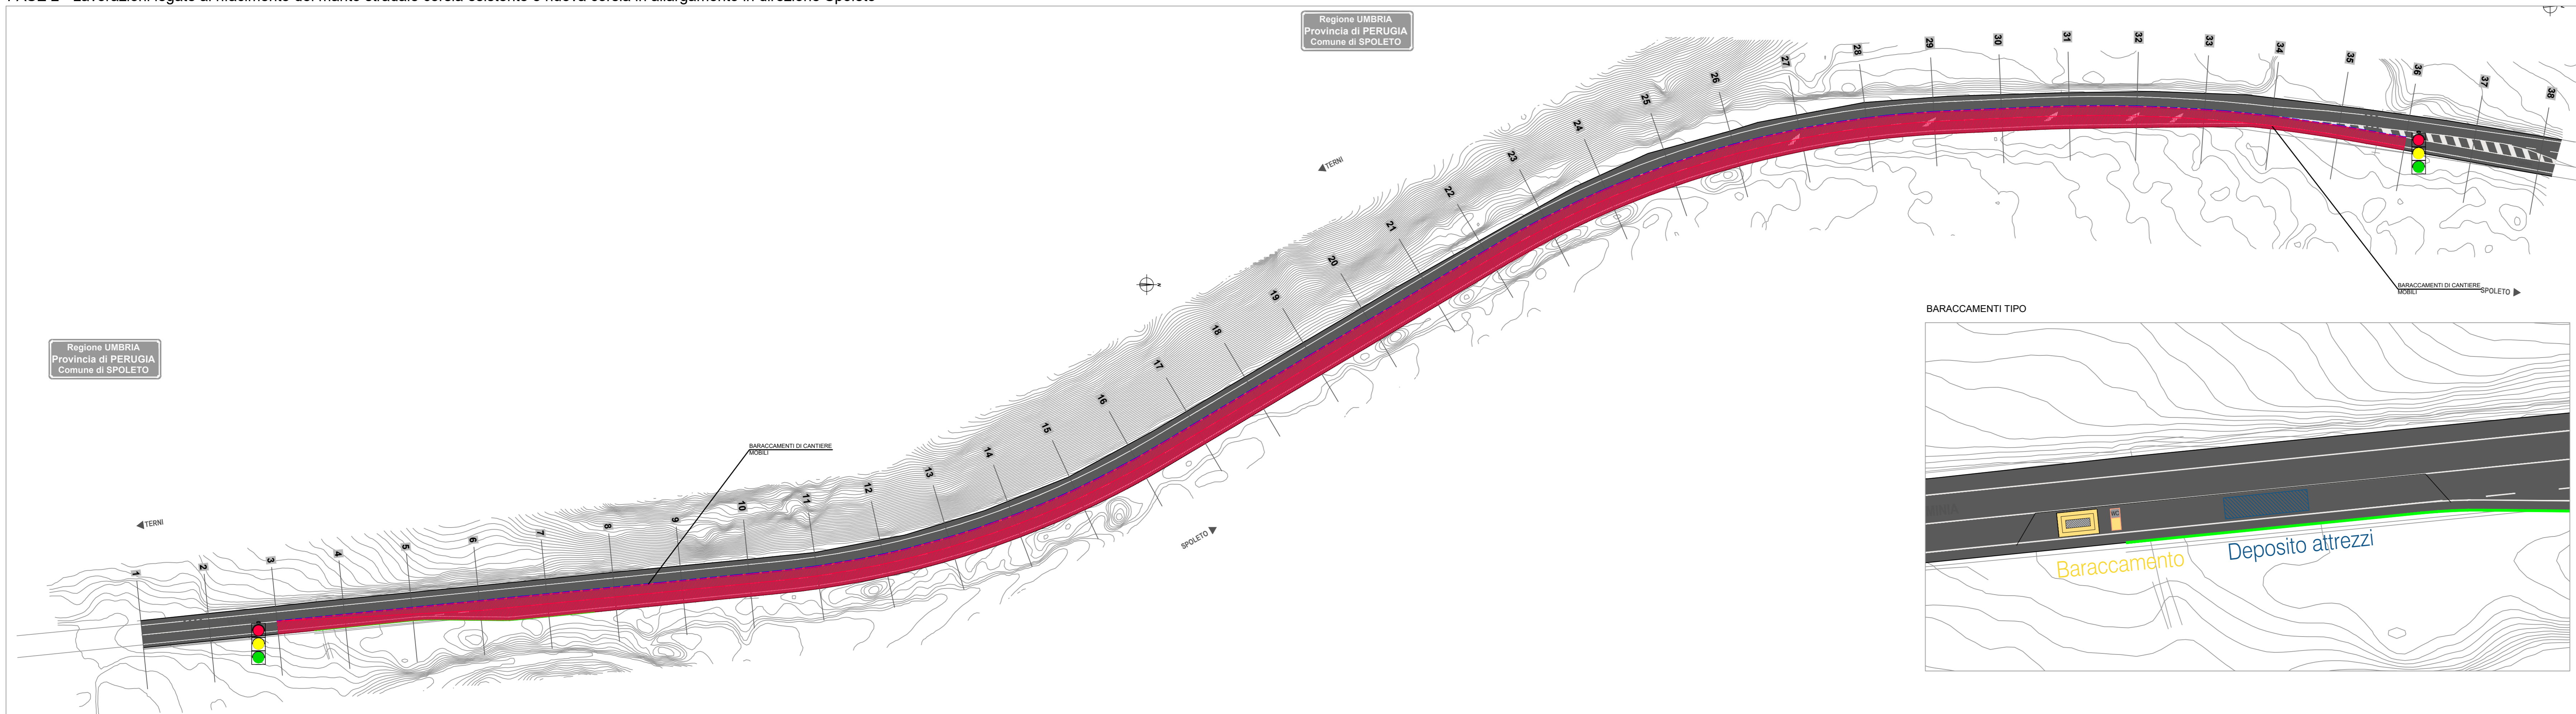 Regione UMBRIA
Provincia di PERUGIA
Comune di SPOLETO
Regione UMBRIA
Provincia di PERUGIA
Comune di SPOLETO
1
2
3
4
5
6
7
8
9
10
11
12
13
14
15
16
17
18
19
20
21
22
23
24
25
26
27
28
29
30
31
32
33
34
35
36
37
38
TERNI
TERNI
SPOLETO
SPOLETO
BARACCAMENTI DI CANTIERE
MOBILI
BARACCAMENTI DI CANTIERE
MOBILI
BARACCAMENTI TIPO
WC
Baraccamento
Deposito attrezzi